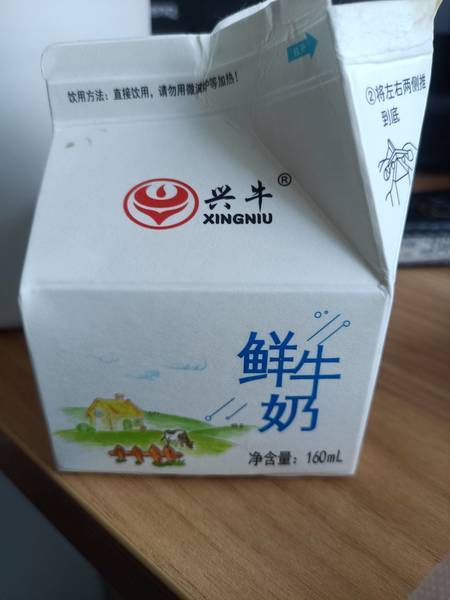 饮用方法：直接饮用，请勿用微波炉等加热！
②将左右两侧推
到底
兴牛®
XINGNIU
鲜牛
奶
净含量：160mL